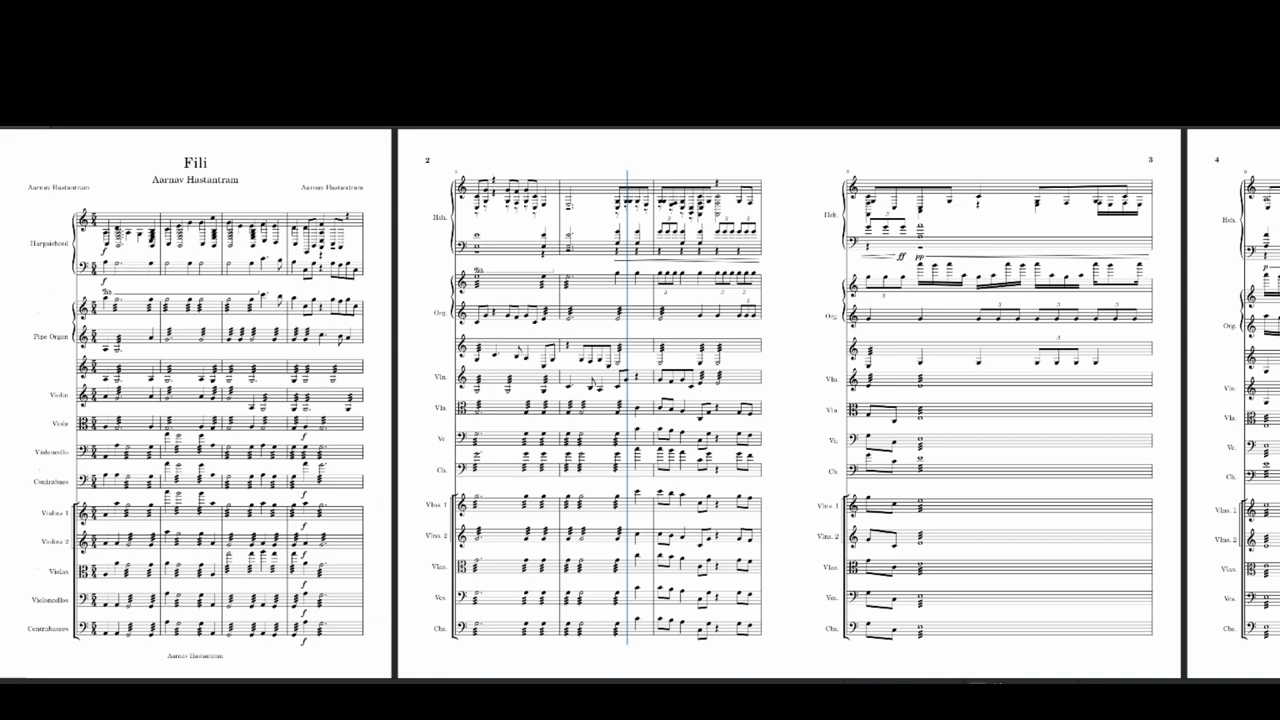 Fili
Aarnav Hastantram
Aarnav Hastantram
Aarnav Hastantram
Harpsichord
f
f
Pipe Organ
Violin
Viola
Violoncello
Contrabass
Violins 1
Violins 2
Violas
Violoncellos
Contrabasses
f
f
f
f
f
f
Aarnav Hastantram
2
Hch.
Org.
Vln.
Vla.
Vc.
Cb.
Vlns. 1
Vlns. 2
Vlas.
Vcs.
Cbs.
3
Hch.
ff pp
Org.
Vln.
Vla.
Vc.
Cb.
Vlns. 1
Vlns. 2
Vlas.
Vcs.
Cbs.
4
Hch.
Org.
Vln.
Vla.
Vc.
Cb.
Vlns. 1
Vlns. 2
Vlas.
Vcs.
Cbs.